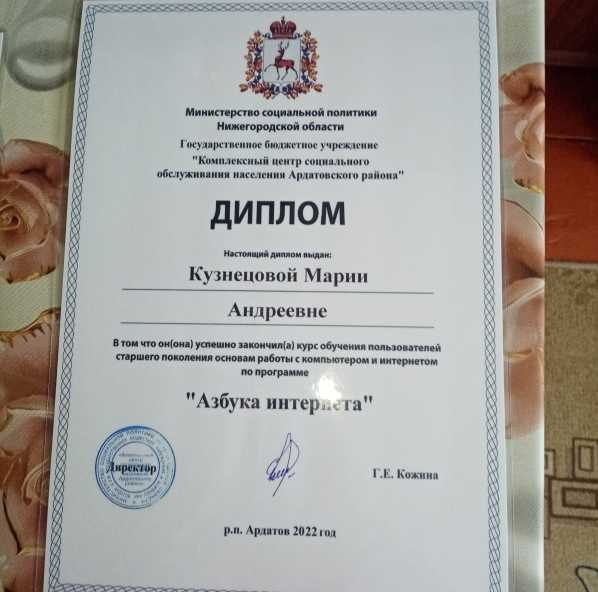 Министерство социальной политики
Нижегородской области
Государственное бюджетное учреждение
"Комплексный центр социального
обслуживания населения Ардатовского района"
ДИПЛОМ
Настоящий диплом выдан:
Кузнецовой Марии
Андреевне
В том что он(она) успешно закончил(а) курс обучения пользователей
старшего поколения основам работы с компьютером и интернетом
по программе
"Азбука интернета"
Директор
Г.Е. Кожина
р.п. Ардатов 2022 год